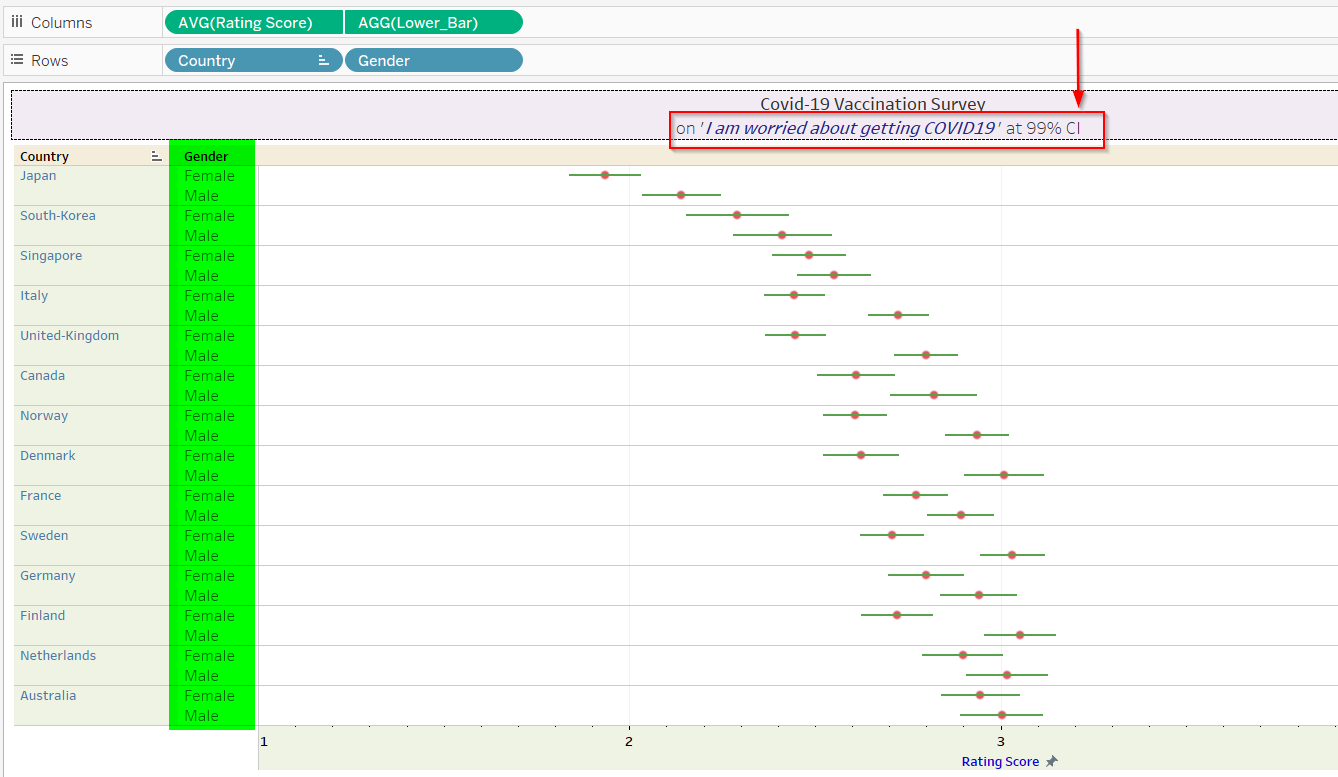 Columns AVG(Rating Score) AGG(Lower_Bar)
Rows Country Gender
Covid-19 Vaccination Survey
on 'I am worried about getting COVID19' at 99% CI
Country Gender
Japan Female
Male
South-Korea Female
Male
Singapore Female
Male
Italy Female
Male
United-Kingdom Female
Male
Canada Female
Male
Norway Female
Male
Denmark Female
Male
France Female
Male
Sweden Female
Male
Germany Female
Male
Finland Female
Male
Netherlands Female
Male
Australia Female
Male
1 2 3
Rating Score